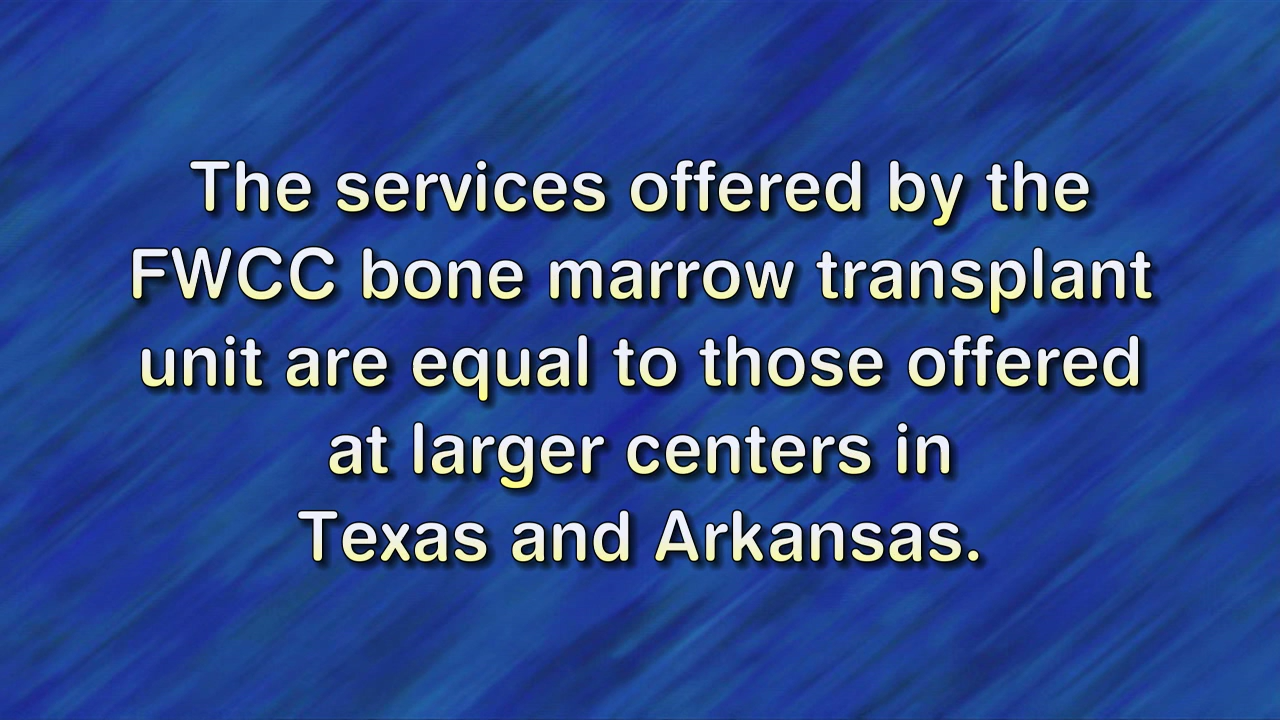 The services offered by the
FWCC bone marrow transplant
unit are equal to those offered
at larger centers in
Texas and Arkansas.